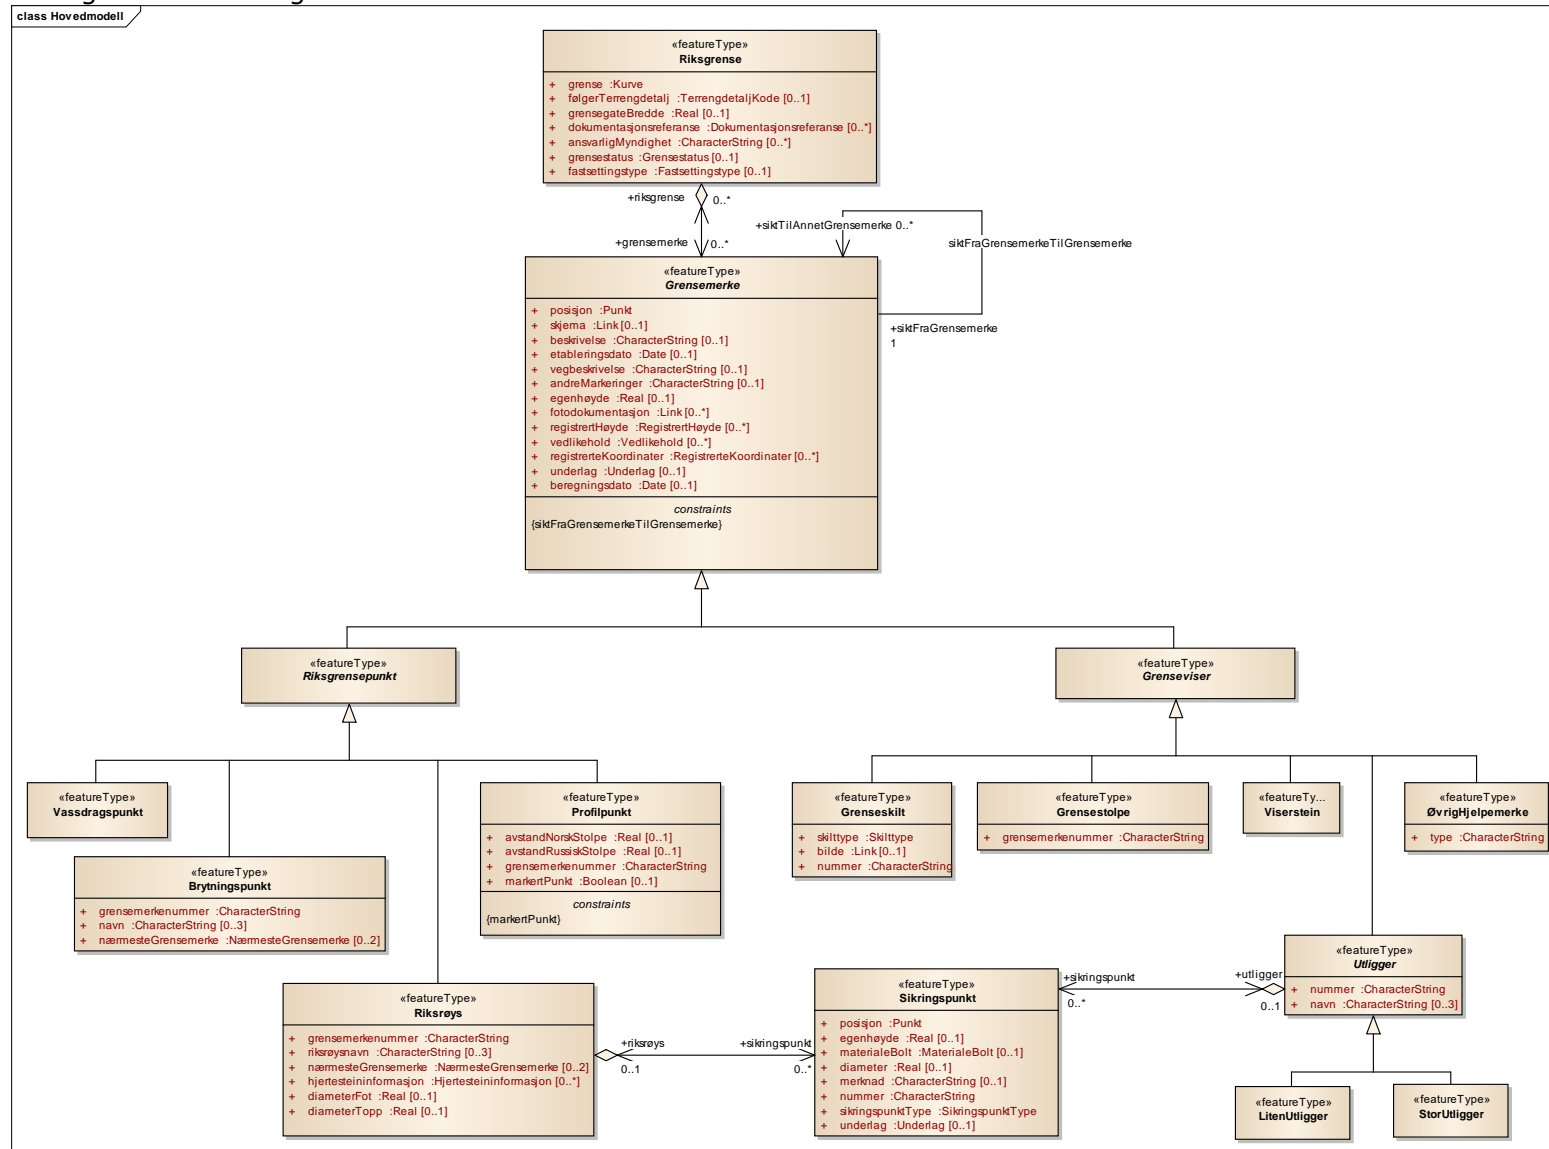 class Hovedmodell
«featureType»
Riksgrense
+ grense :Kurve
+ følgerTerrengdetalj :TerrengdetaljKode [0..1]
+ grensegateBredde :Real [0..1]
+ dokumentasjonsreferanse :Dokumentasjonsreferanse [0..*]
+ ansvarligMyndighet :CharacterString [0..*]
+ grensestatus :Grensestatus [0..1]
+ fastsettingstype :Fastsettingstype [0..1]
+riksgrense 0..*
+grensemerke 0..*
+siktTilAnnetGrensemerke 0..*
siktFraGrensemerkeTilGrensemerke
+siktFraGrensemerke
1
«featureType»
Grensemerke
+ posisjon :Punkt
+ skjema :Link [0..1]
+ beskrivelse :CharacterString [0..1]
+ etableringsdato :Date [0..1]
+ vegbeskrivelse :CharacterString [0..1]
+ andreMarkeringer :CharacterString [0..1]
+ egenhøyde :Real [0..1]
+ fotodokumentasjon :Link [0..*]
+ registrertHøyde :RegistrertHøyde [0..*]
+ vedlikehold :Vedlikehold [0..*]
+ registrerteKoordinater :RegistrerteKoordinater [0..*]
+ underlag :Underlag [0..1]
+ beregningsdato :Date [0..1]
constraints
{siktFraGrensemerkeTilGrensemerke}
«featureType»
Riksgrensepunkt
«featureType»
Grenseviser
«featureType»
Vassdragspunkt
«featureType»
Brytningspunkt
+ grensemerkenummer :CharacterString
+ navn :CharacterString [0..3]
+ nærmesteGrensemerke :NærmesteGrensemerke [0..2]
«featureType»
Profilpunkt
+ avstandNorskStolpe :Real [0..1]
+ avstandRussiskStolpe :Real [0..1]
+ grensemerkenummer :CharacterString
+ markertPunkt :Boolean [0..1]
constraints
{markertPunkt}
«featureType»
Grenseskilt
+ skilttype :Skilttype
+ bilde :Link [0..1]
+ nummer :CharacterString
«featureType»
Grensestolpe
+ grensemerkenummer :CharacterString
«featureTy...
Viserstein
«featureType»
ØvrigHjelpemerke
+ type :CharacterString
«featureType»
Utligger
+ nummer :CharacterString
+ navn :CharacterString [0..3]
«featureType»
Riksrøys
+ grensemerkenummer :CharacterString
+ riksrøysnavn :CharacterString [0..3]
+ nærmesteGrensemerke :NærmesteGrensemerke [0..2]
+ hjertesteininformasjon :Hjertesteininformasjon [0..*]
+ diameterFot :Real [0..1]
+ diameterTopp :Real [0..1]
+riksrøys
0..1
+sikringspunkt
0..*
«featureType»
Sikringspunkt
+ posisjon :Punkt
+ egenhøyde :Real [0..1]
+ materialeBolt :MaterialeBolt [0..1]
+ diameter :Real [0..1]
+ merknad :CharacterString [0..1]
+ nummer :CharacterString
+ sikringspunktType :SikringspunktType
+ underlag :Underlag [0..1]
+sikringspunkt
0..*
+utligger
0..1
«featureType»
LitenUtligger
«featureType»
StorUtligger